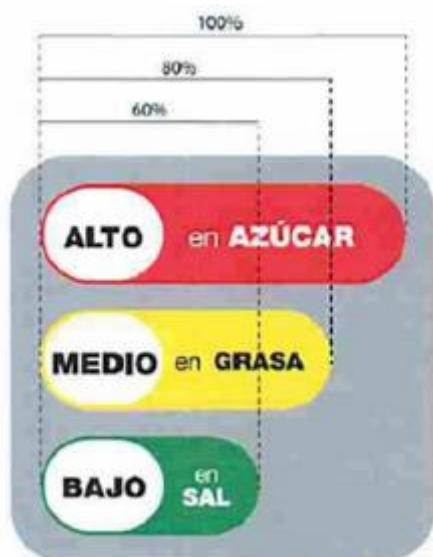 100%
80%
60%
ALTO en AZÚCAR
MEDIO en GRASA
BAJO en
SAL